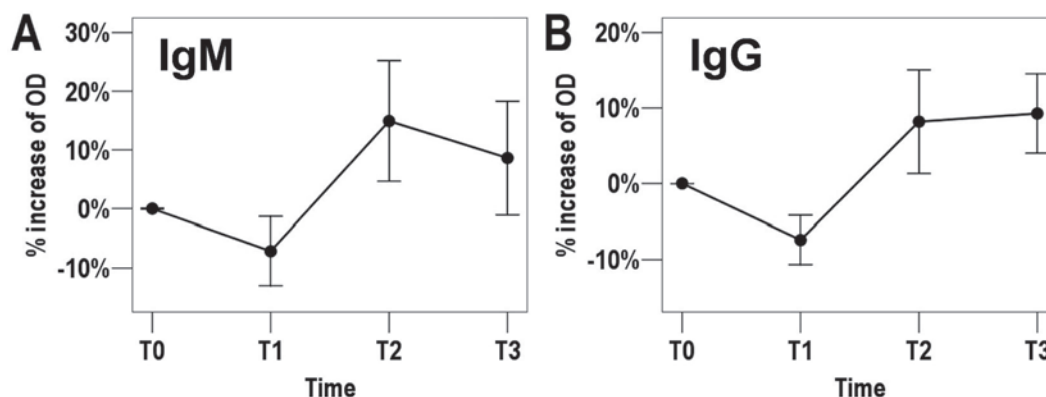 A
IgM
% increase of OD
30%
20%
10%
0%
-10%
T0 T1 T2 T3
Time
B
IgG
% increase of OD
20%
10%
0%
-10%
T0 T1 T2 T3
Time